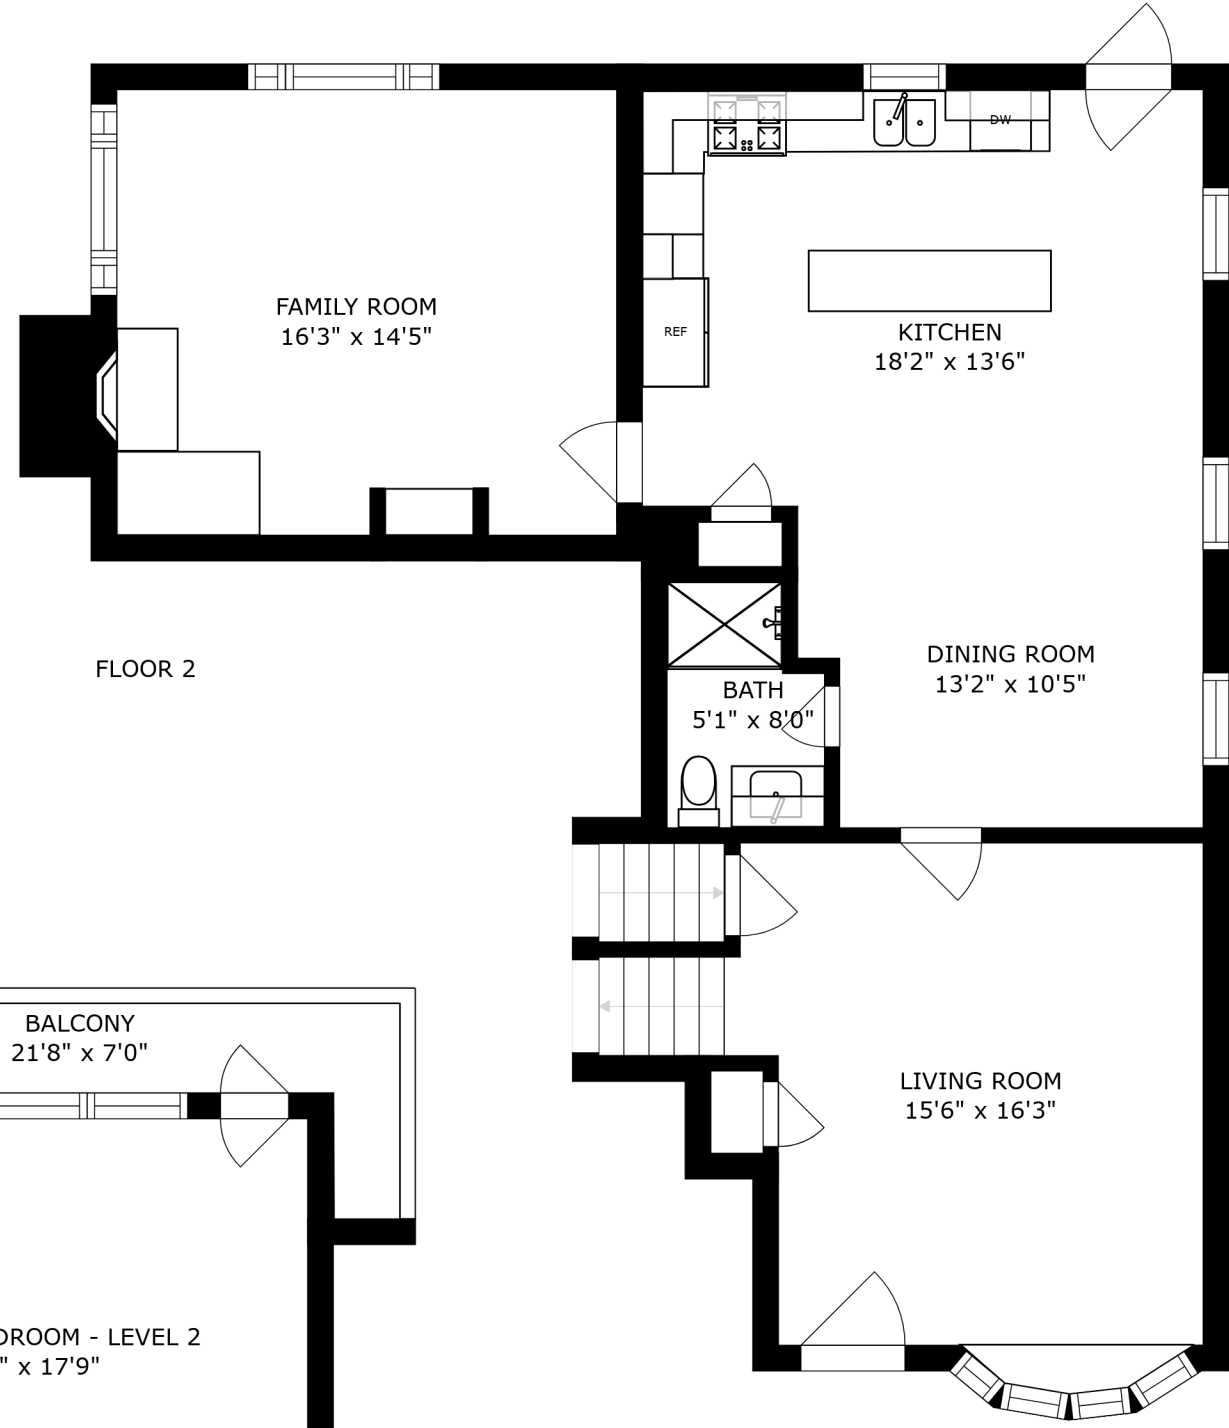 DW
FAMILY ROOM
16'3" x 14'5"
REF
KITCHEN
18'2" x 13'6"
FLOOR 2
DINING ROOM
13'2" x 10'5"
BATH
5'1" x 8'0"
BALCONY
21'8" x 7'0"
LIVING ROOM
15'6" x 16'3"
DROOM - LEVEL 2
" x 17'9"